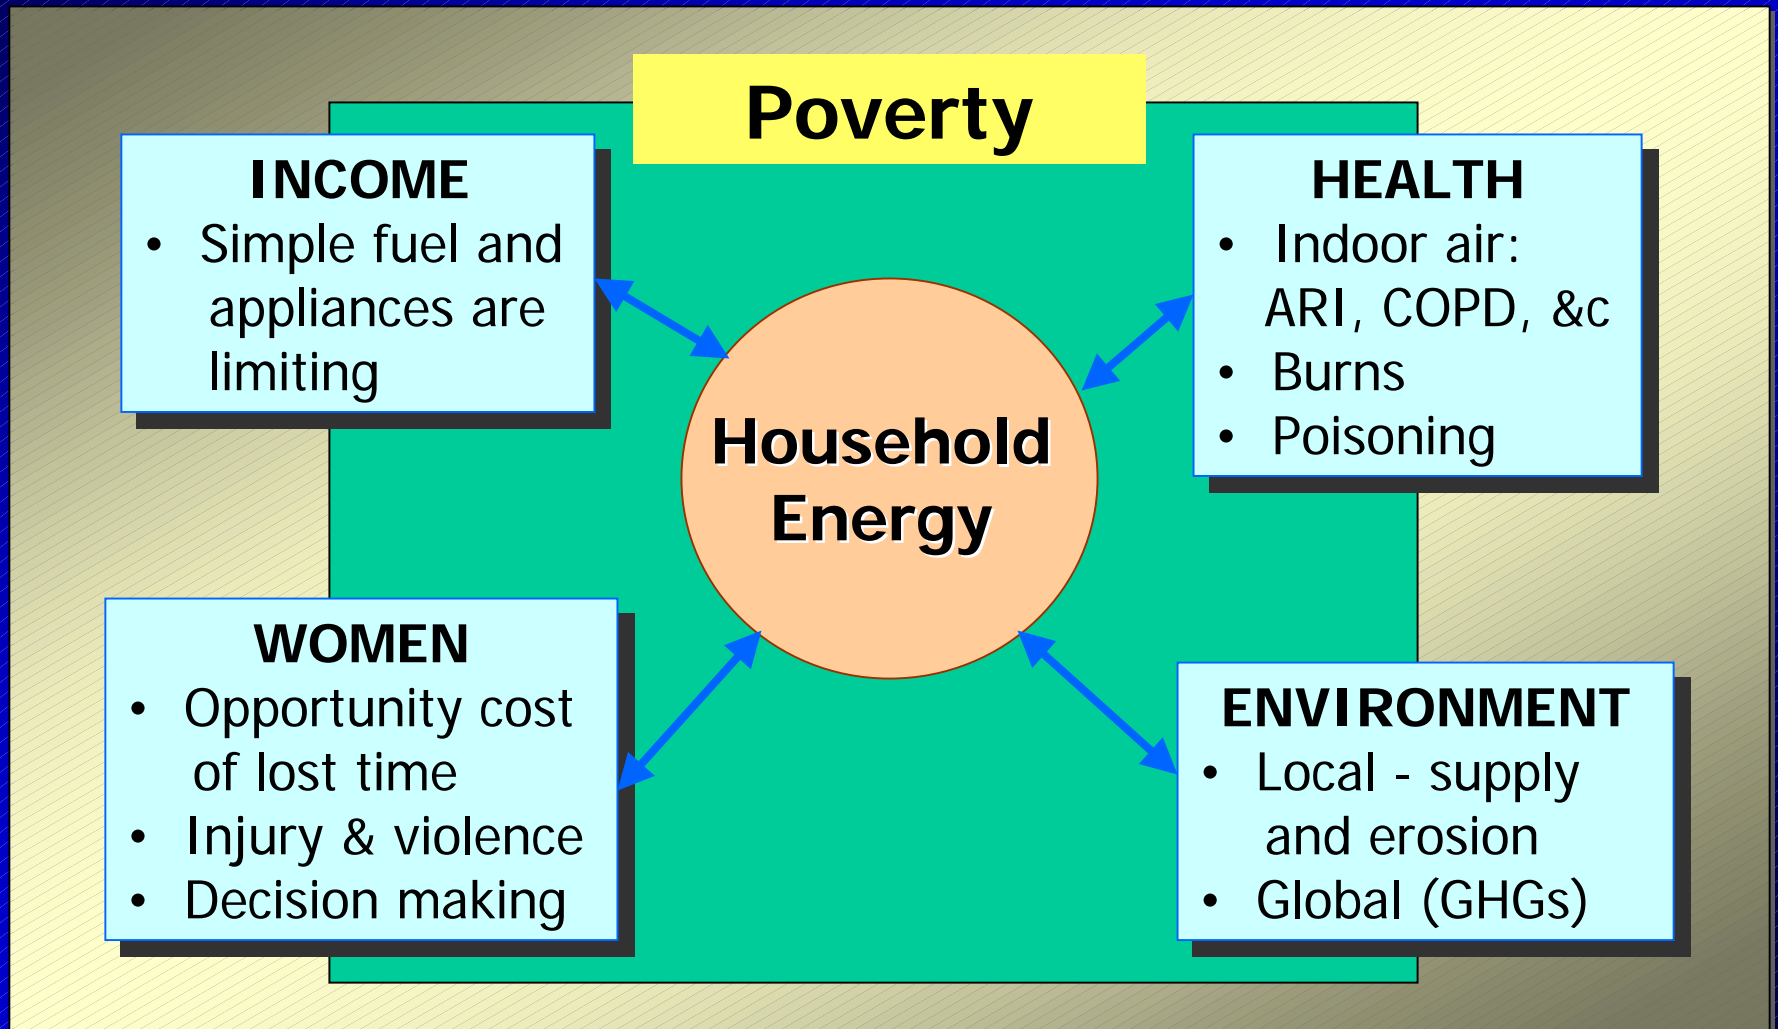 Poverty
INCOME
• Simple fuel and
appliances are
limiting
HEALTH
• Indoor air:
ARI, COPD, &c
• Burns
• Poisoning
Household
Energy
WOMEN
• Opportunity cost
of lost time
• Injury & violence
• Decision making
ENVIRONMENT
• Local - supply
and erosion
• Global (GHGs)